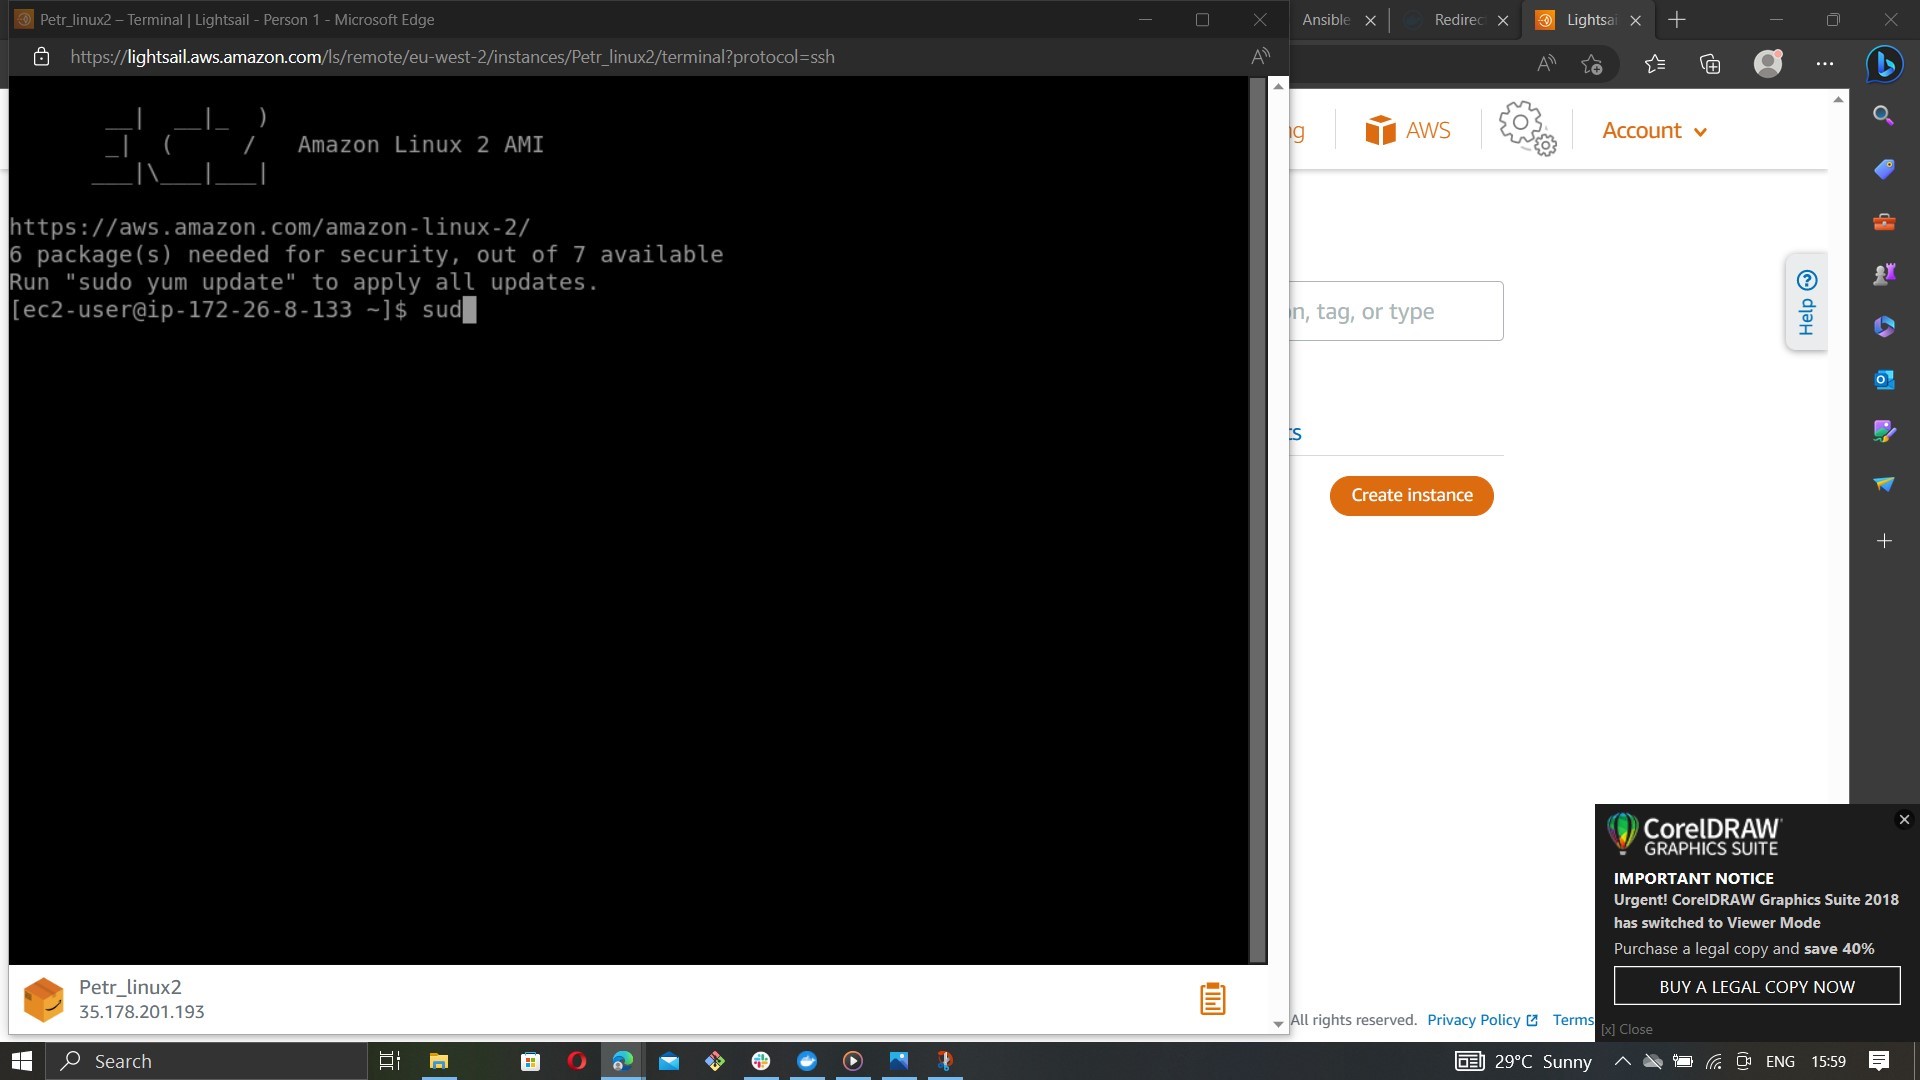 Petr_linux2 – Terminal | Lightsail - Person 1 - Microsoft Edge
Ansible
Redirec
Lightsai
https://lightsail.aws.amazon.com/ls/remote/eu-west-2/instances/Petr_linux2/terminal?protocol=ssh
__|  __|_  )
_|  (     /   Amazon Linux 2 AMI
___|\___|___|
https://aws.amazon.com/amazon-linux-2/
6 package(s) needed for security, out of 7 available
Run "sudo yum update" to apply all updates.
[ec2-user@ip-172-26-8-133 ~]$ sud
ng
AWS
Account
Help
on, tag, or type
ts
Create instance
CorelDRAW
GRAPHICS SUITE
IMPORTANT NOTICE
Urgent! CorelDRAW Graphics Suite 2018
has switched to Viewer Mode
Purchase a legal copy and save 40%
BUY A LEGAL COPY NOW
[x] Close
Petr_linux2
35.178.201.193
All rights reserved. Privacy Policy Terms
Search
29°C Sunny
ENG
15:59